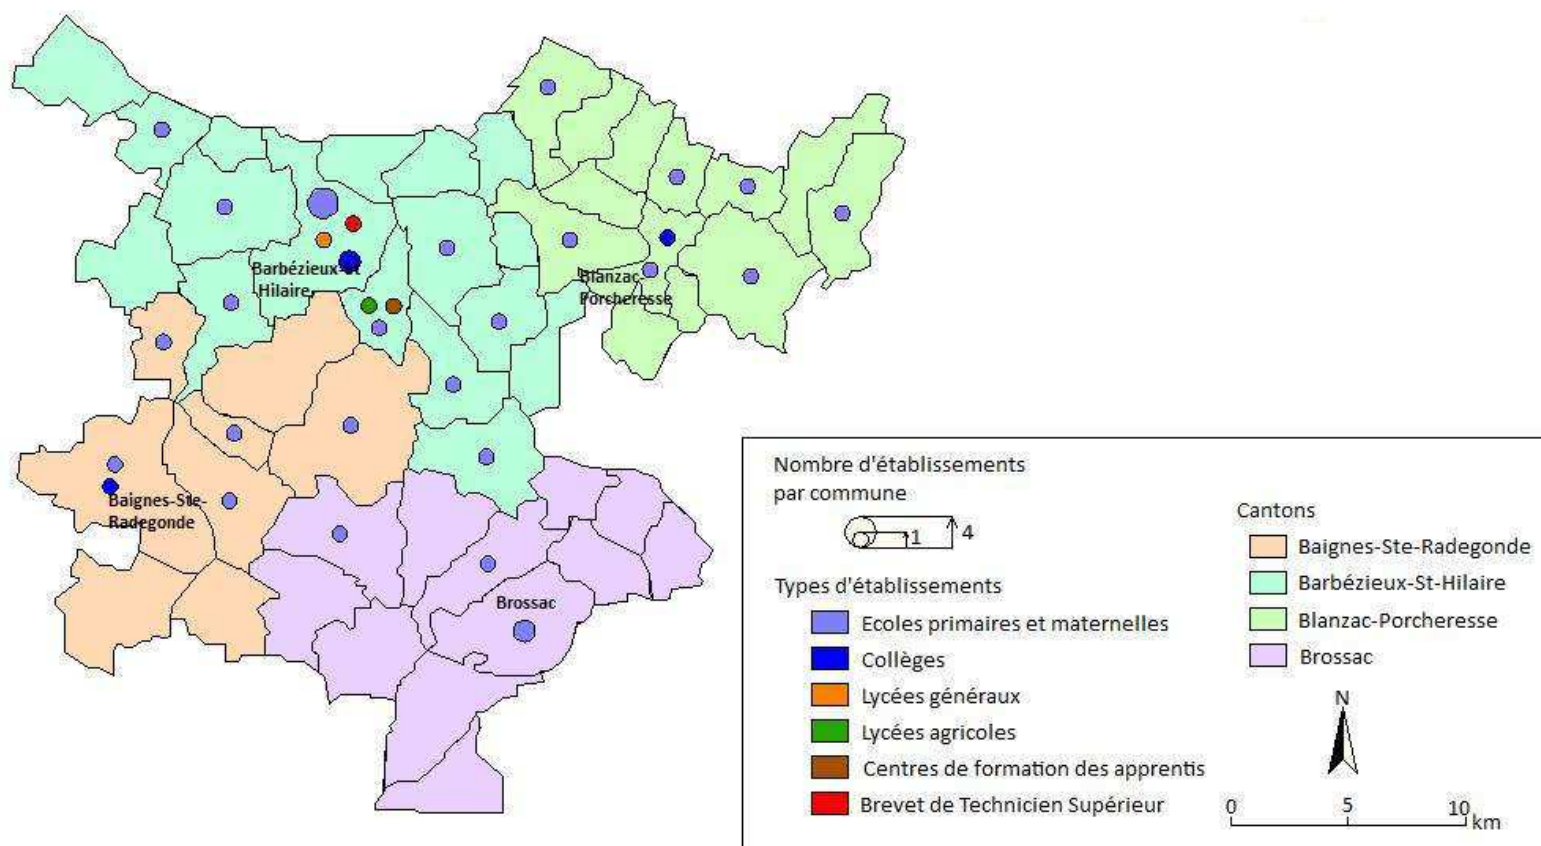 Barbézieux-St
Hilaire
Blanzac-
Porcheresse
Baignes-Ste-
Radegonde
Brossac
Nombre d'établissements
par commune
1
4
Types d'établissements
Ecoles primaires et maternelles
Collèges
Lycées généraux
Lycées agricoles
Centres de formation des apprentis
Brevet de Technicien Supérieur
Cantons
Baignes-Ste-Radegonde
Barbézieux-St-Hilaire
Blanzac-Porcheresse
Brossac
N
0 5 10
km